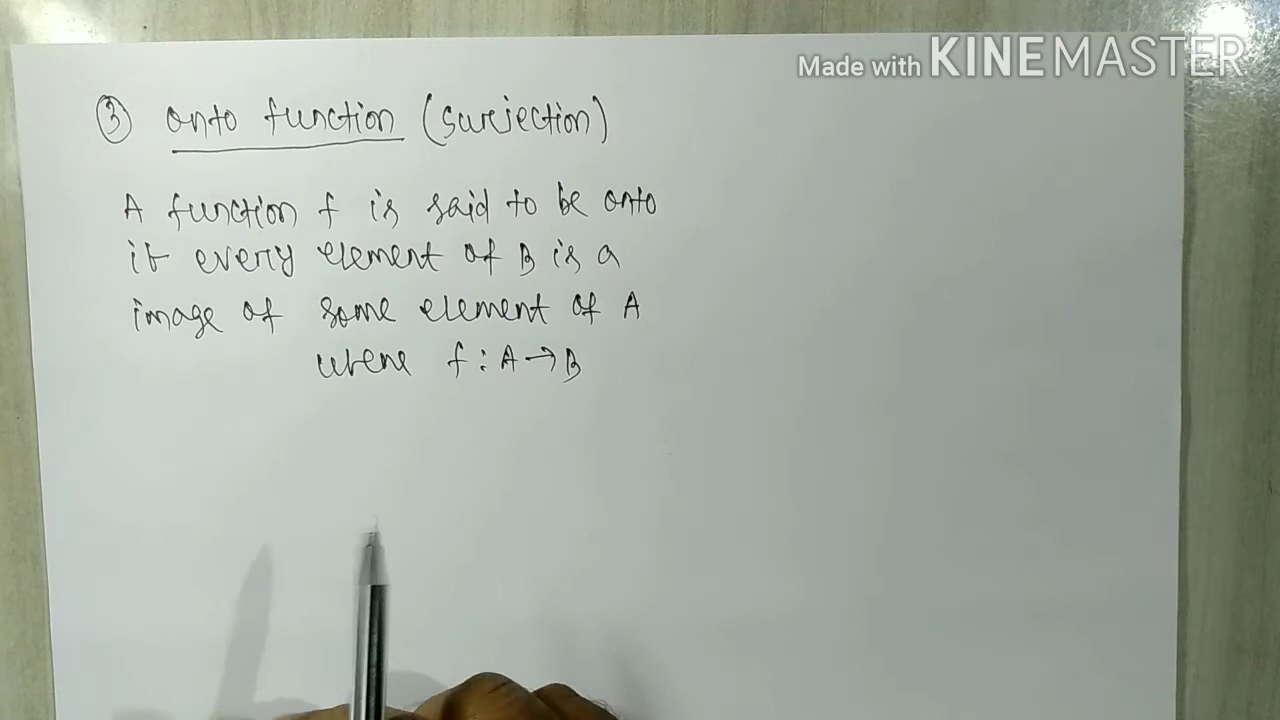 Made with KINEMASTER
③ onto function (surjection)
A function f is said to be onto
if every element of B is a
image of some element of A
where f : A → B